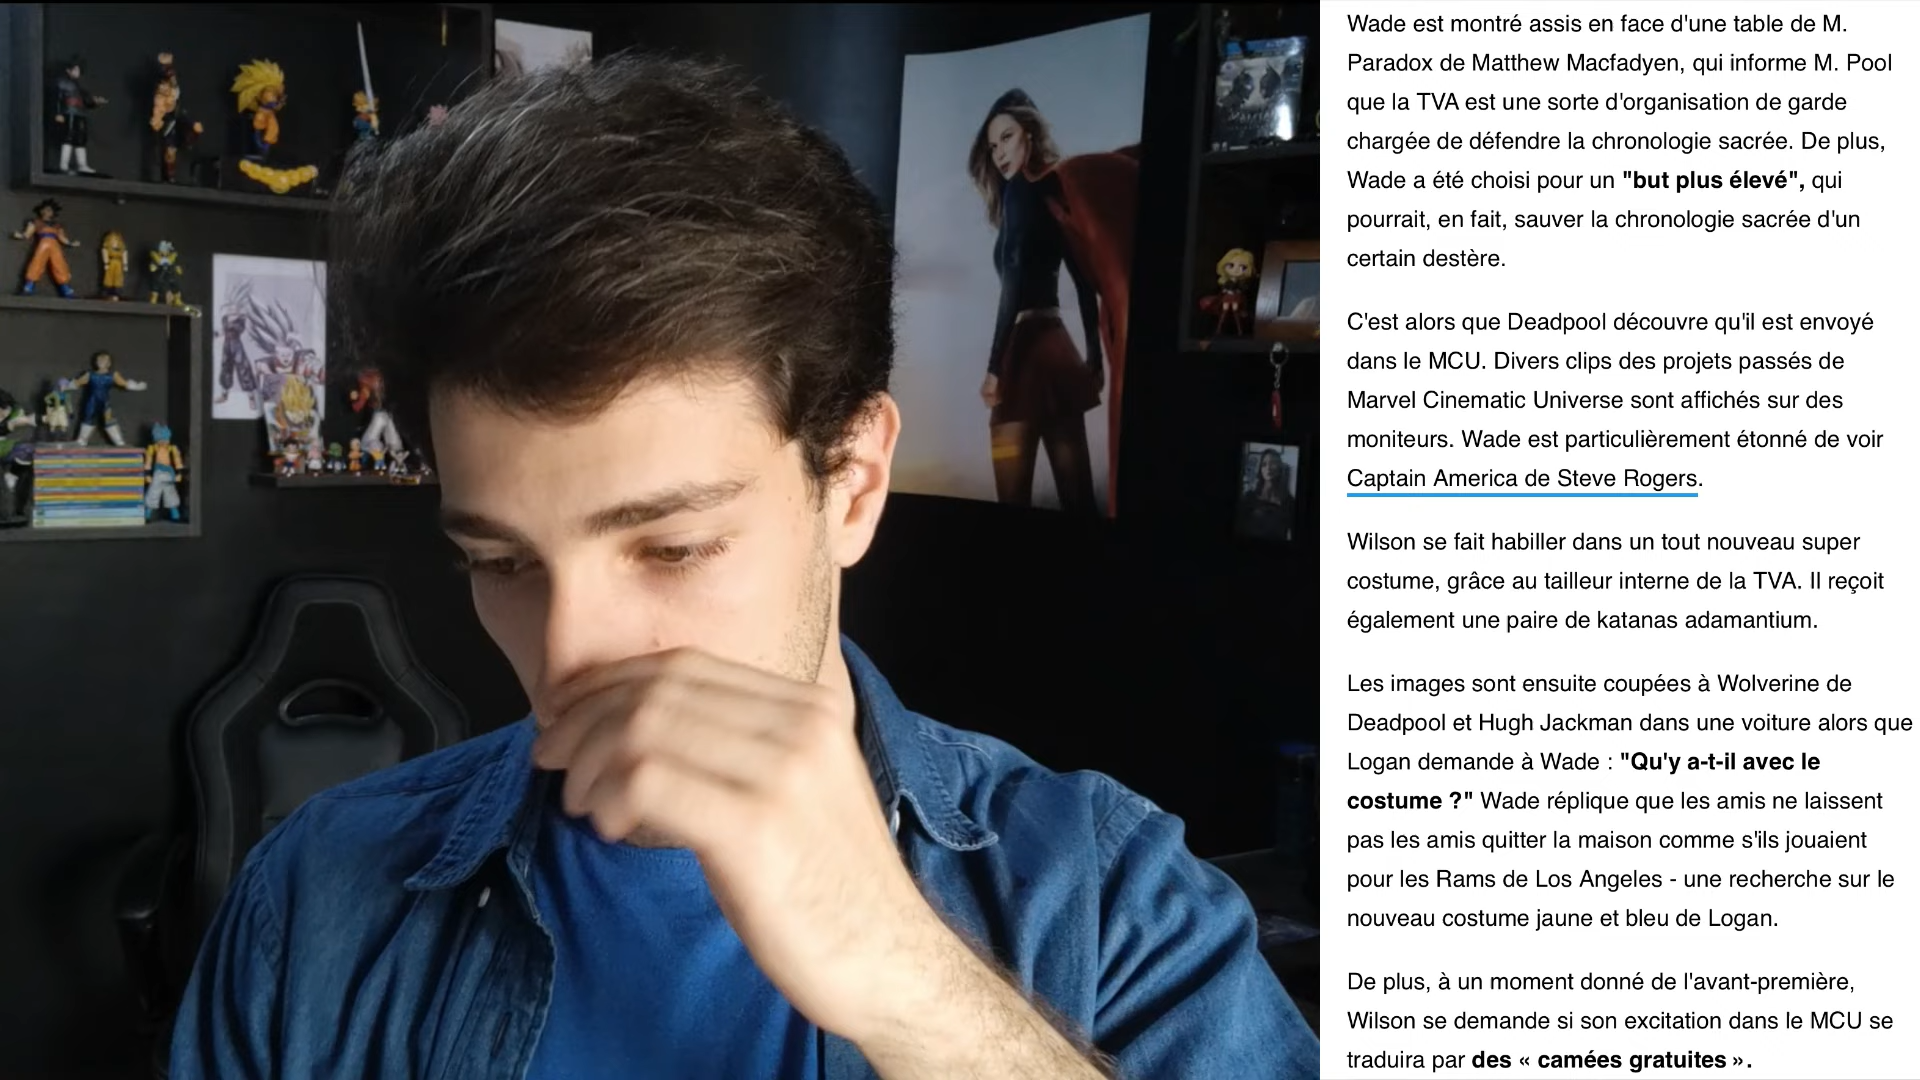 Wade est montré assis en face d'une table de M.
Paradox de Matthew Macfadyen, qui informe M. Pool
que la TVA est une sorte d'organisation de garde
chargée de défendre la chronologie sacrée. De plus,
Wade a été choisi pour un "but plus élevé", qui
pourrait, en fait, sauver la chronologie sacrée d'un
certain destère.
C'est alors que Deadpool découvre qu'il est envoyé
dans le MCU. Divers clips des projets passés de
Marvel Cinematic Universe sont affichés sur des
moniteurs. Wade est particulièrement étonné de voir
Captain America de Steve Rogers.
Wilson se fait habiller dans un tout nouveau super
costume, grâce au tailleur interne de la TVA. Il reçoit
également une paire de katanas adamantium.
Les images sont ensuite coupées à Wolverine de
Deadpool et Hugh Jackman dans une voiture alors que
Logan demande à Wade : "Qu'y a-t-il avec le
costume ?" Wade réplique que les amis ne laissent
pas les amis quitter la maison comme s'ils jouaient
pour les Rams de Los Angeles - une recherche sur le
nouveau costume jaune et bleu de Logan.
De plus, à un moment donné de l'avant-première,
Wilson se demande si son excitation dans le MCU se
traduira par des « camées gratuites ».